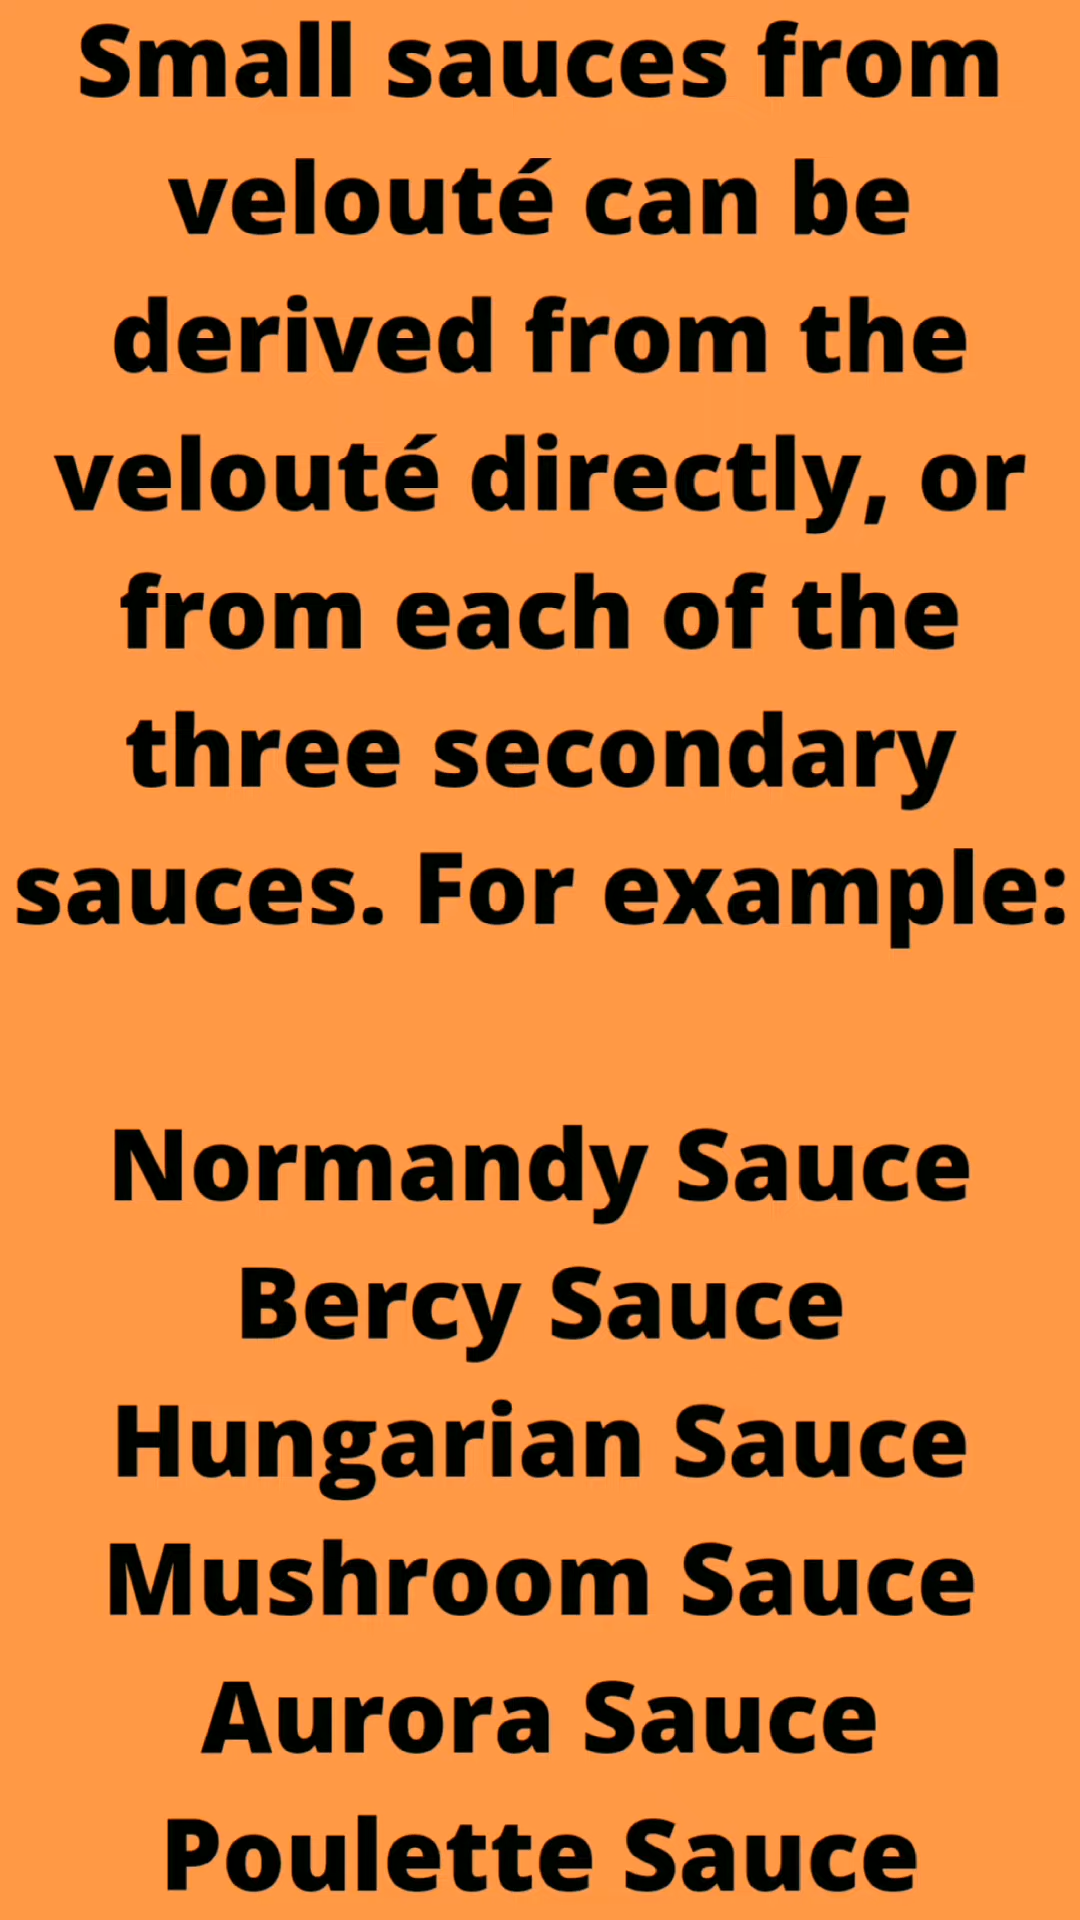 Small sauces from
velouté can be
derived from the
velouté directly, or
from each of the
three secondary
sauces. For example:
Normandy Sauce
Bercy Sauce
Hungarian Sauce
Mushroom Sauce
Aurora Sauce
Poulette Sauce